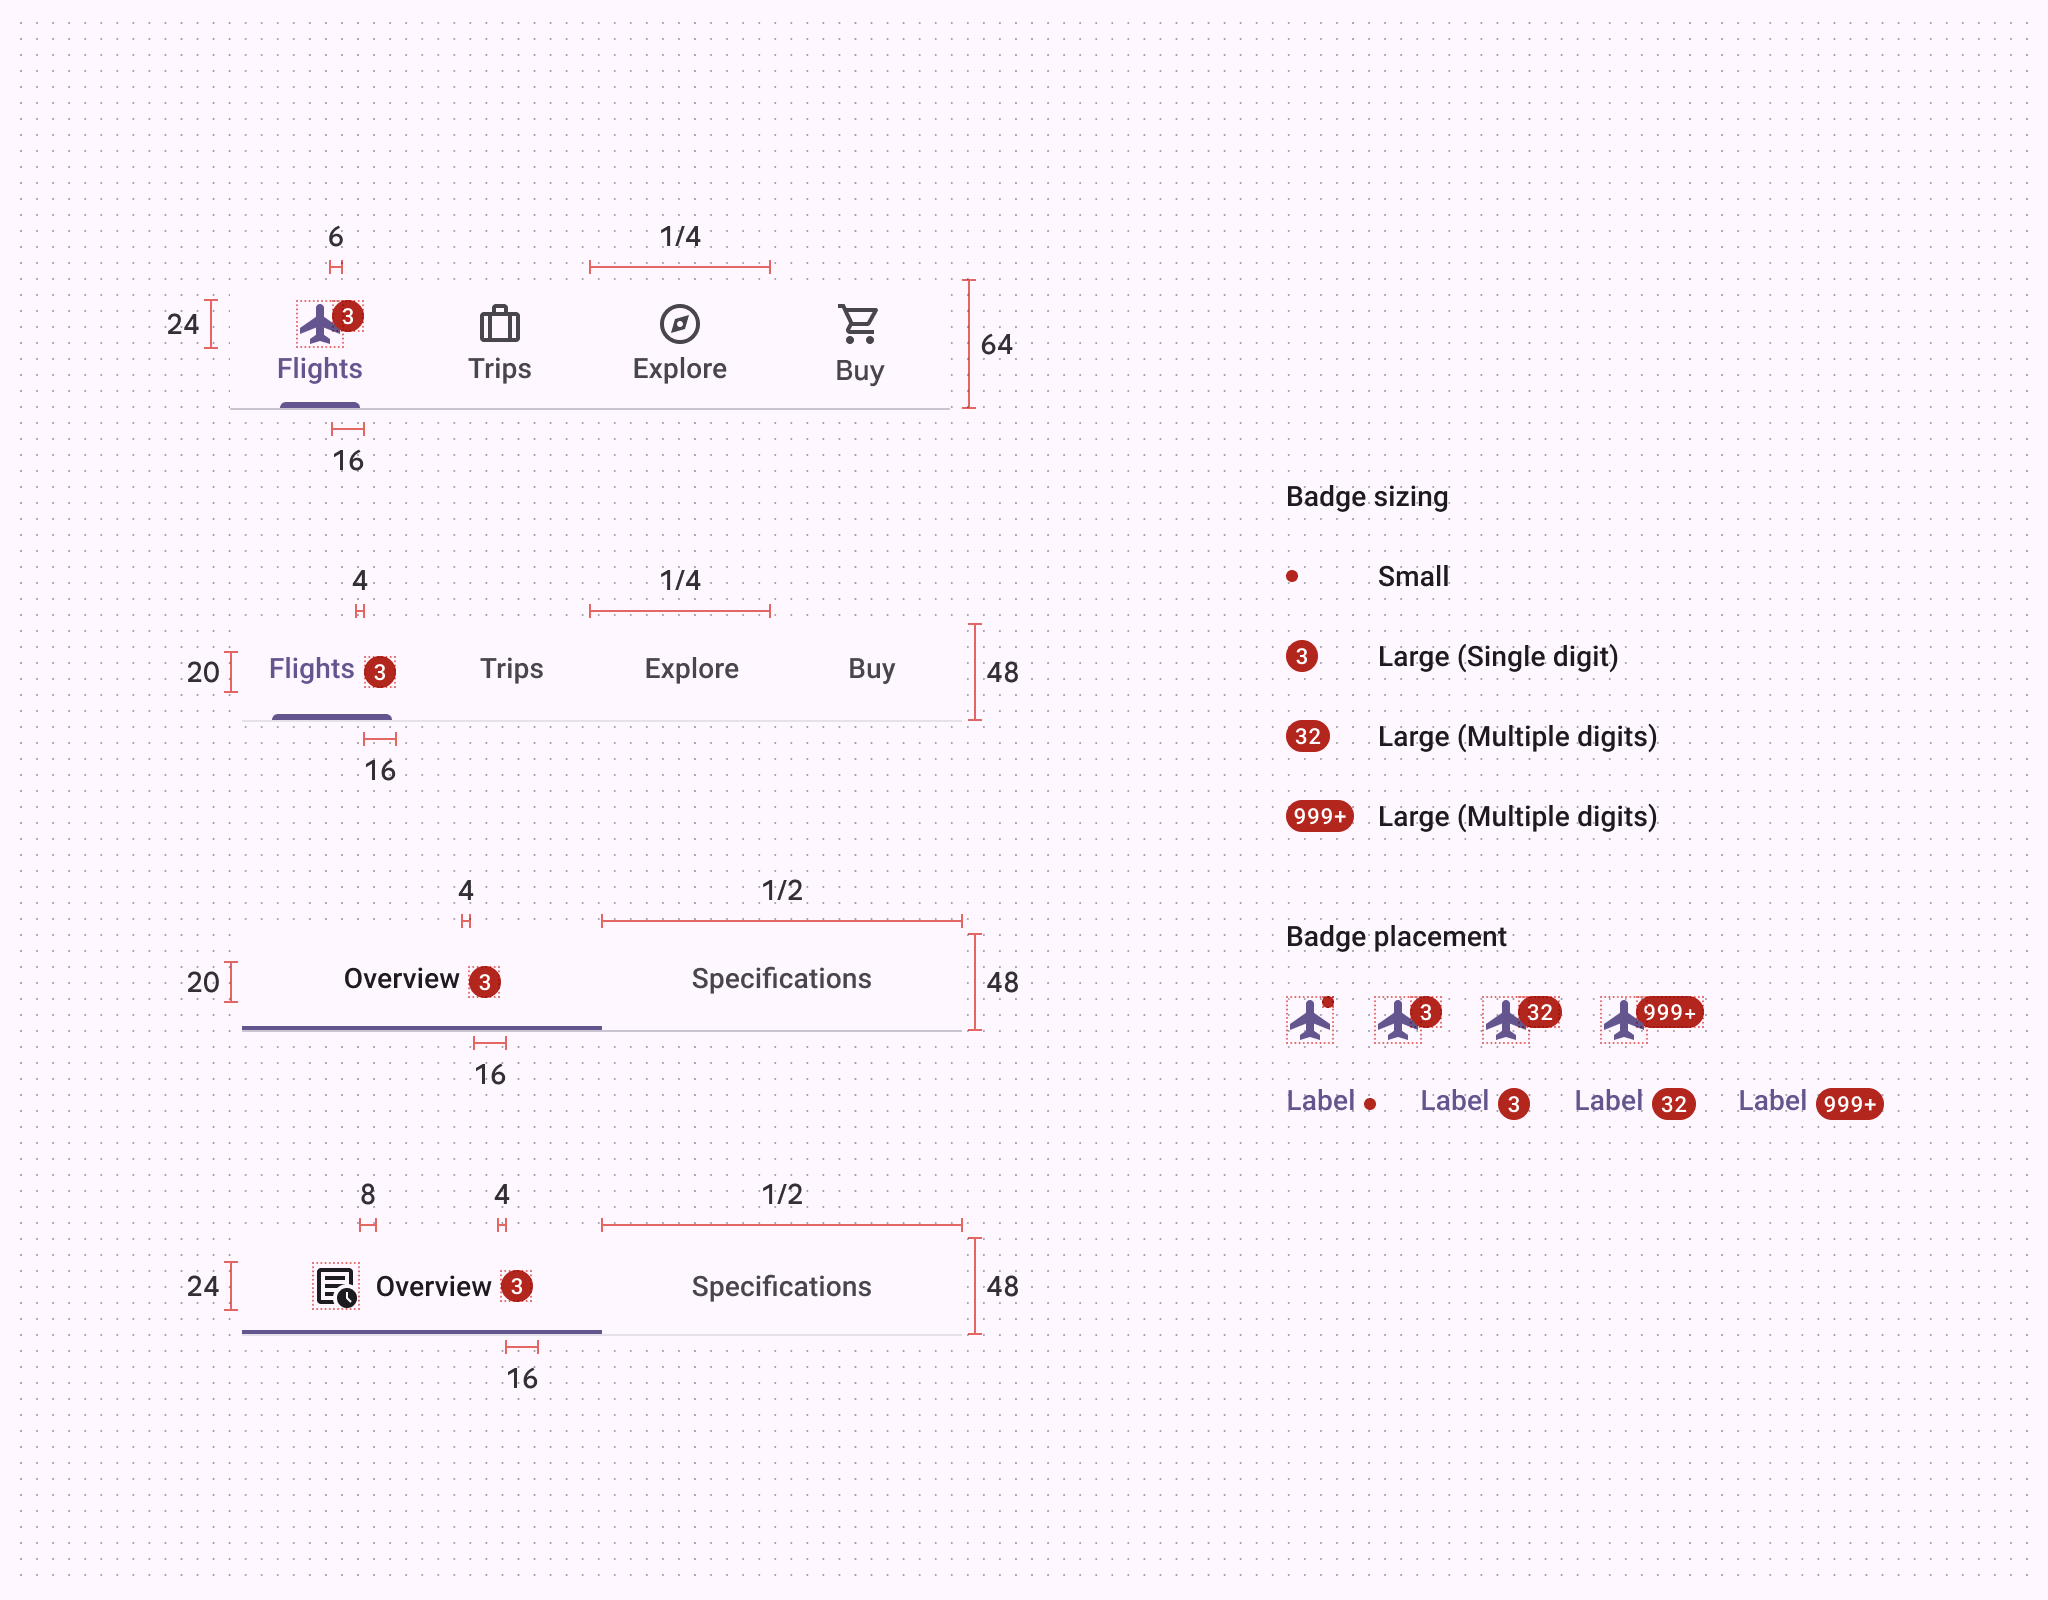 6
1/4
24
3
64
Flights
Trips
Explore
Buy
16
4
1/4
20
Flights 3
Trips
Explore
Buy
48
16
4
1/2
20
Overview 3
Specifications
48
16
8
4
1/2
24
Overview 3
Specifications
48
16
Badge sizing
Small
3 Large (Single digit)
32 Large (Multiple digits)
999+ Large (Multiple digits)
Badge placement
3
32
999+
Label
Label 3
Label 32
Label 999+